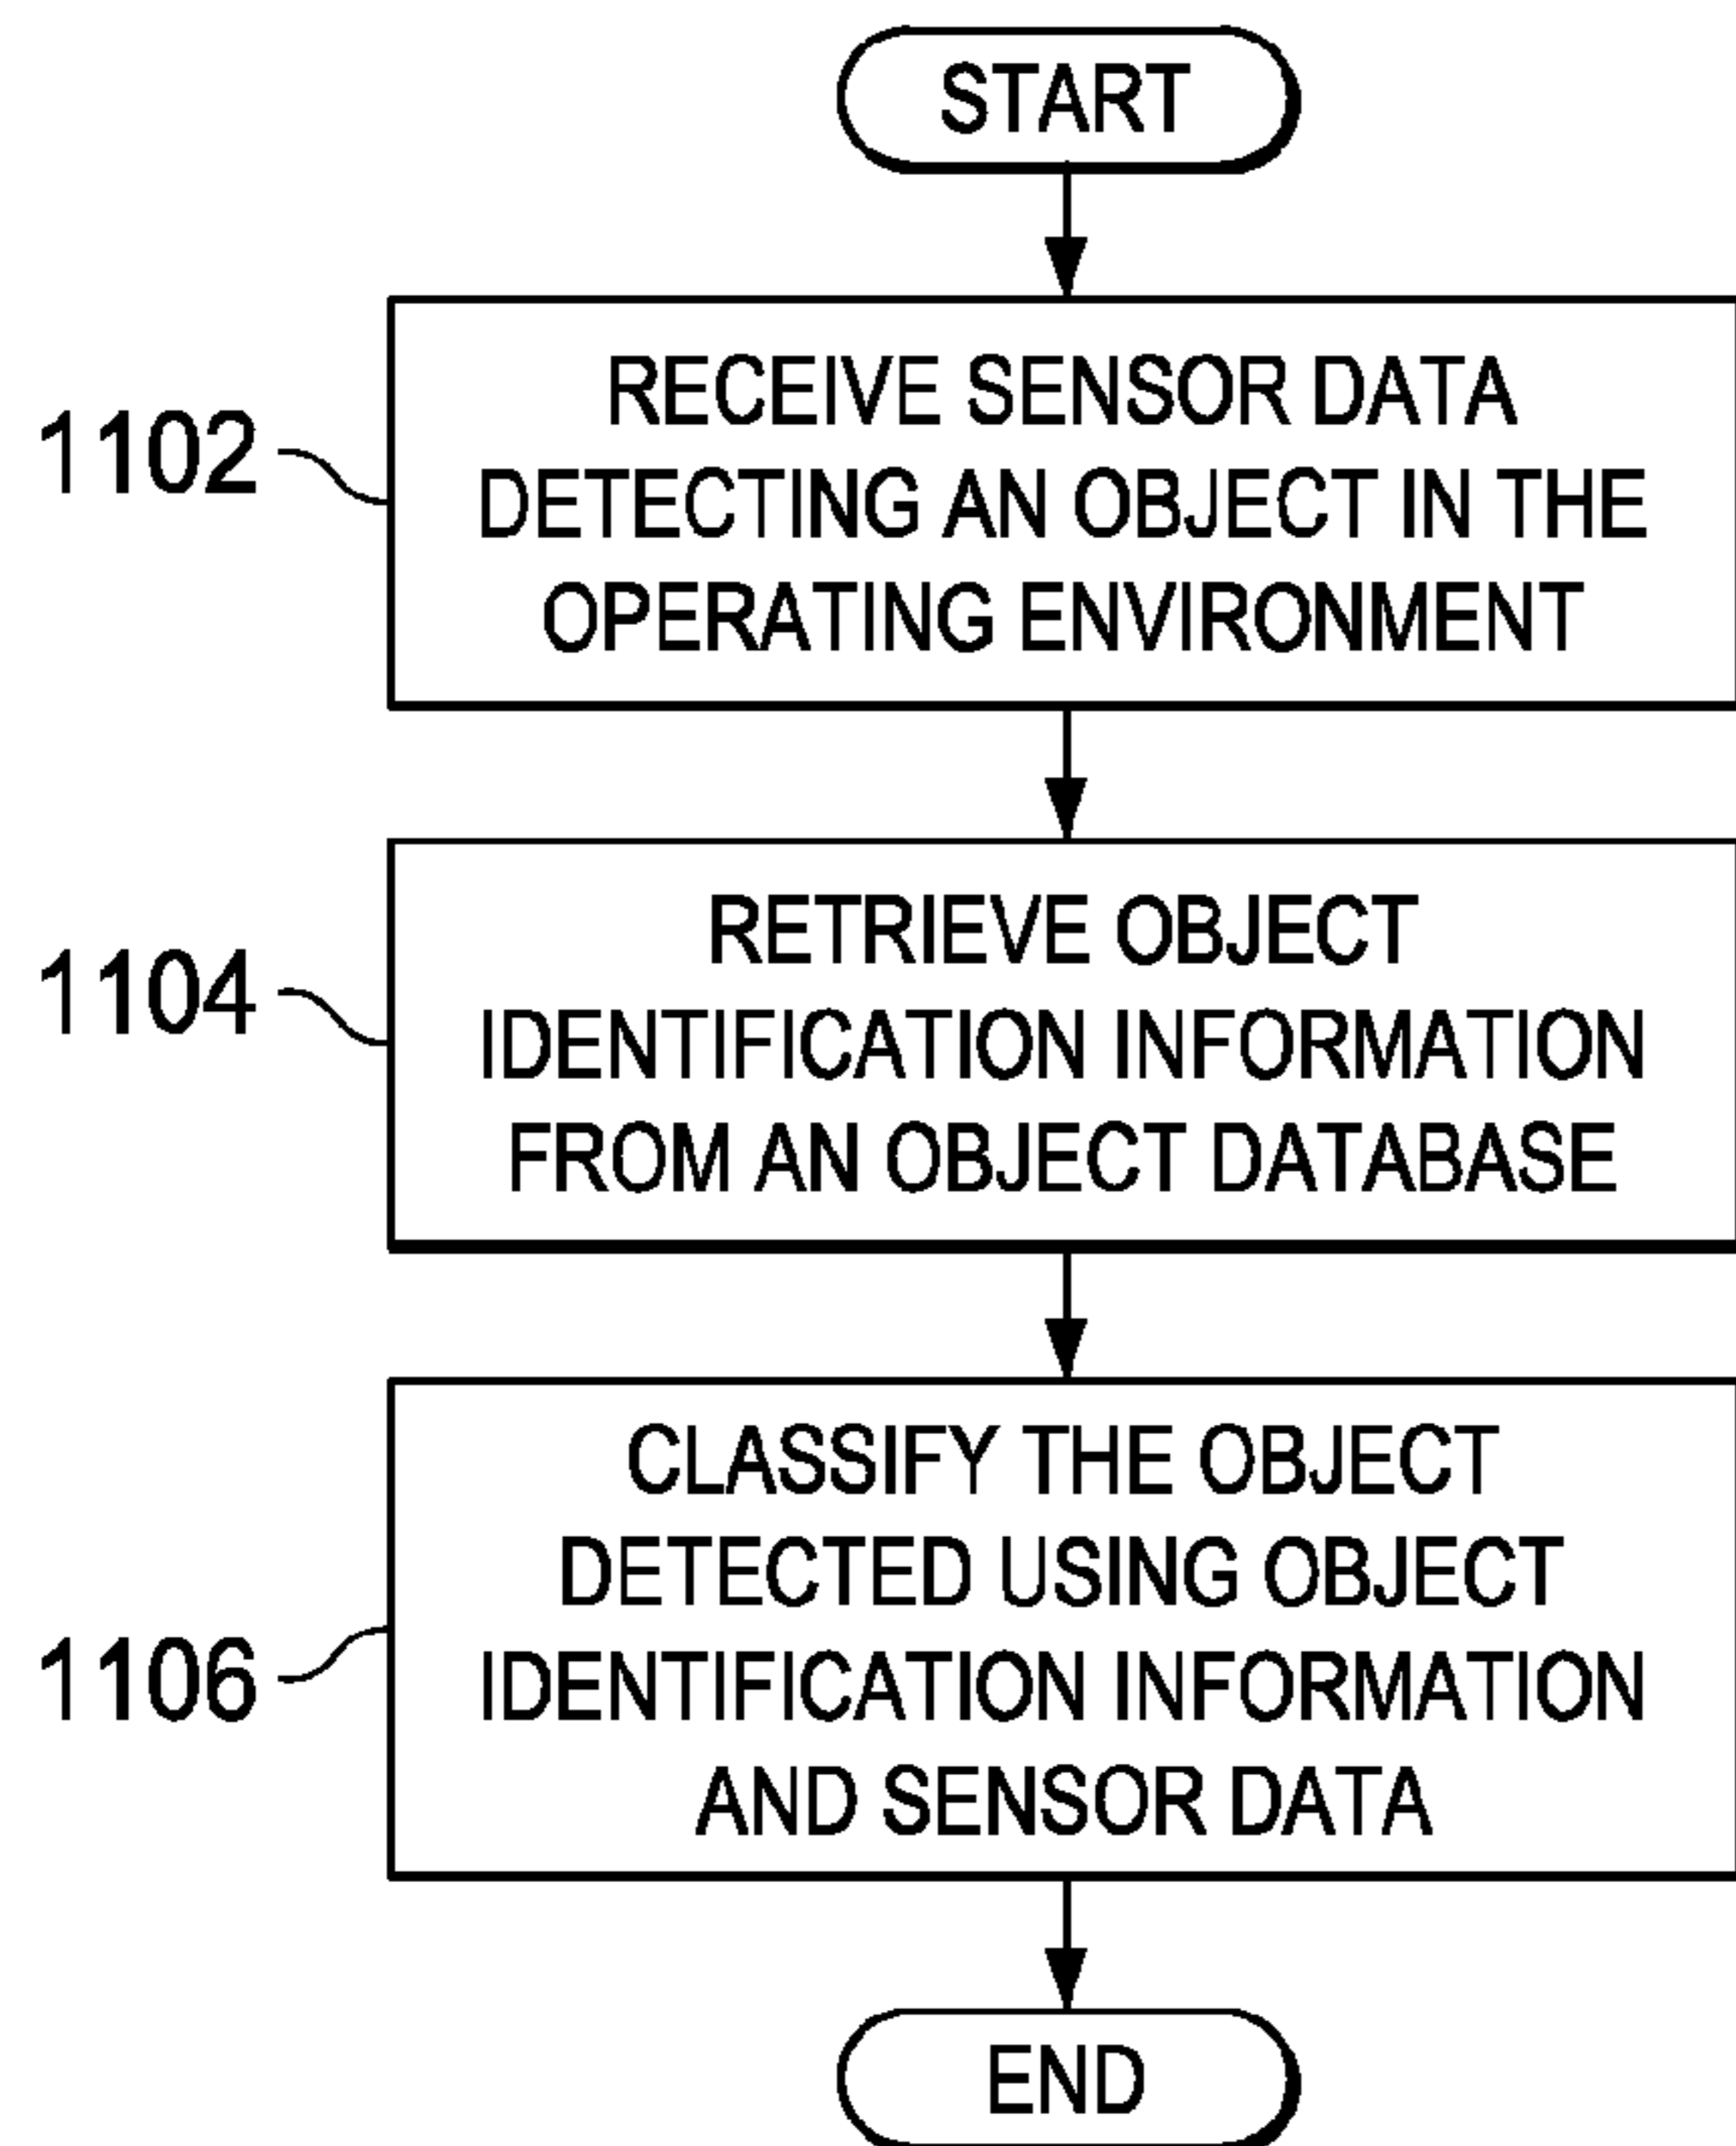 START
1102
RECEIVE SENSOR DATA
DETECTING AN OBJECT IN THE
OPERATING ENVIRONMENT
1104
RETRIEVE OBJECT
IDENTIFICATION INFORMATION
FROM AN OBJECT DATABASE
1106
CLASSIFY THE OBJECT
DETECTED USING OBJECT
IDENTIFICATION INFORMATION
AND SENSOR DATA
END